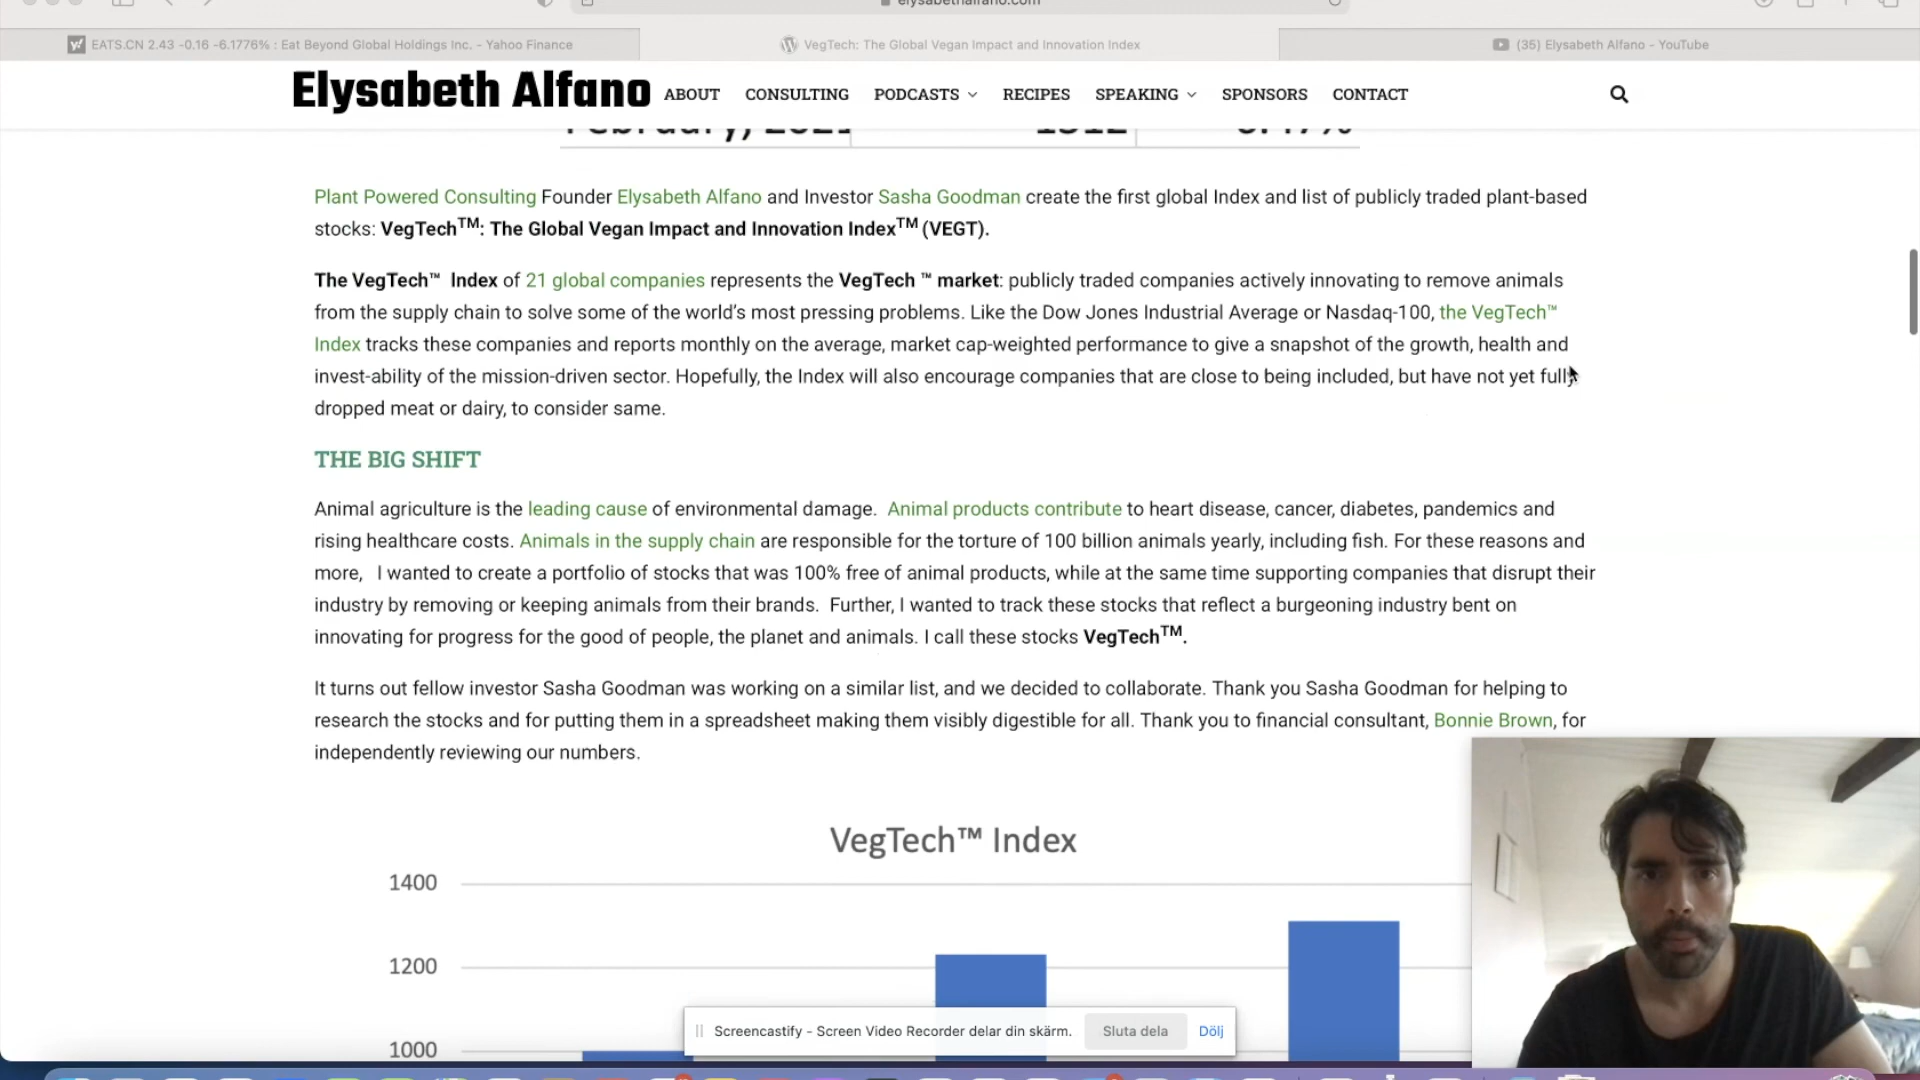 elysabethalfano.com
EATS.CN 2.43 -0.16 -6.1776% : Eat Beyond Global Holdings Inc. - Yahoo Finance
VegTech: The Global Vegan Impact and Innovation Index
(35) Elysabeth Alfano - YouTube
Elysabeth Alfano
ABOUT CONSULTING PODCASTS RECIPES SPEAKING SPONSORS CONTACT
February, 2021 1312 6.47%
Plant Powered Consulting Founder Elysabeth Alfano and Investor Sasha Goodman create the first global Index and list of publicly traded plant-based
stocks: VegTechTM: The Global Vegan Impact and Innovation IndexTM (VEGT).
The VegTech™ Index of 21 global companies represents the VegTech ™ market: publicly traded companies actively innovating to remove animals
from the supply chain to solve some of the world's most pressing problems. Like the Dow Jones Industrial Average or Nasdaq-100, the VegTech™
Index tracks these companies and reports monthly on the average, market cap-weighted performance to give a snapshot of the growth, health and
invest-ability of the mission-driven sector. Hopefully, the Index will also encourage companies that are close to being included, but have not yet fully
dropped meat or dairy, to consider same.
THE BIG SHIFT
Animal agriculture is the leading cause of environmental damage. Animal products contribute to heart disease, cancer, diabetes, pandemics and
rising healthcare costs. Animals in the supply chain are responsible for the torture of 100 billion animals yearly, including fish. For these reasons and
more, I wanted to create a portfolio of stocks that was 100% free of animal products, while at the same time supporting companies that disrupt their
industry by removing or keeping animals from their brands. Further, I wanted to track these stocks that reflect a burgeoning industry bent on
innovating for progress for the good of people, the planet and animals. I call these stocks VegTechTM.
It turns out fellow investor Sasha Goodman was working on a similar list, and we decided to collaborate. Thank you Sasha Goodman for helping to
research the stocks and for putting them in a spreadsheet making them visibly digestible for all. Thank you to financial consultant, Bonnie Brown, for
independently reviewing our numbers.
VegTech™ Index
1400
1200
1000
Screencastify - Screen Video Recorder delar din skärm. Sluta dela Dölj